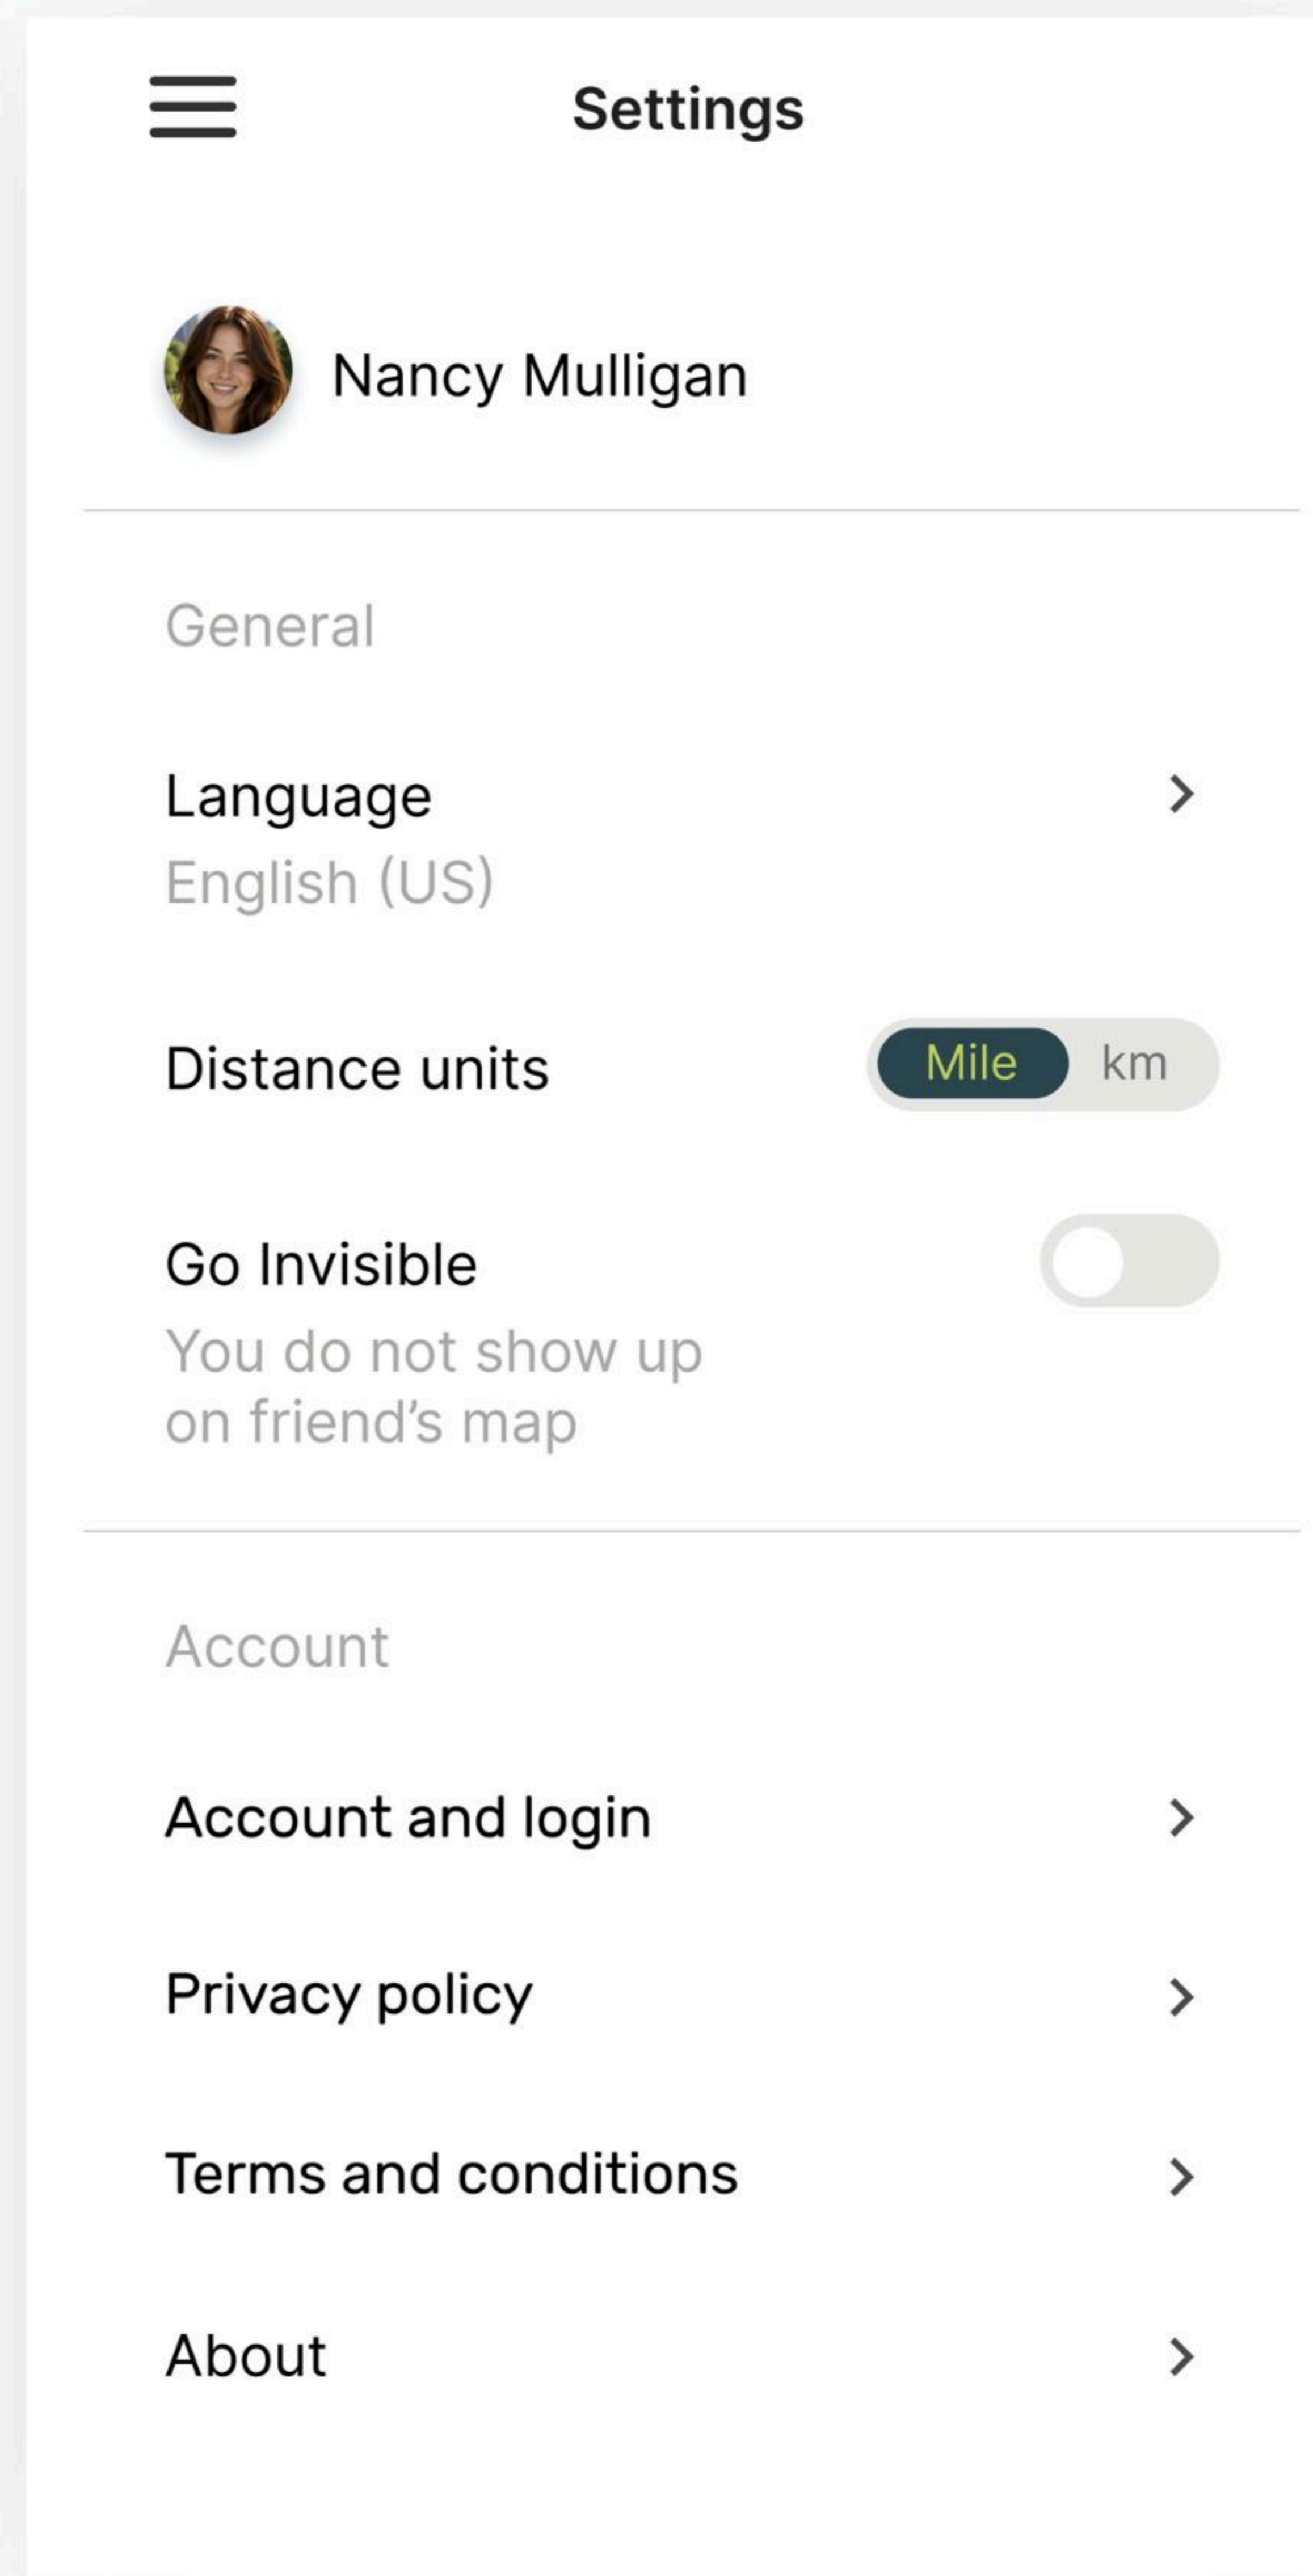 Settings
Nancy Mulligan
General
Language
English (US)
Distance units
Mile km
Go Invisible
You do not show up
on friend’s map
Account
Account and login
Privacy policy
Terms and conditions
About